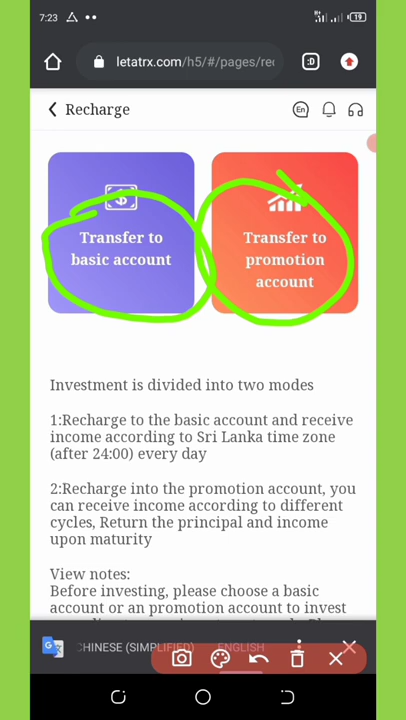 7:23
19
letatrx.com/h5/#/pages/rec
:D
Recharge
En
$
Transfer to
basic account
Transfer to
promotion
account
Investment is divided into two modes
1:Recharge to the basic account and receive
income according to Sri Lanka time zone
(after 24:00) every day
2:Recharge into the promotion account, you
can receive income according to different
cycles, Return the principal and income
upon maturity
View notes:
Before investing, please choose a basic
account or an promotion account to invest
G
CHINESE (SIMPLIFIED)
ENGLISH